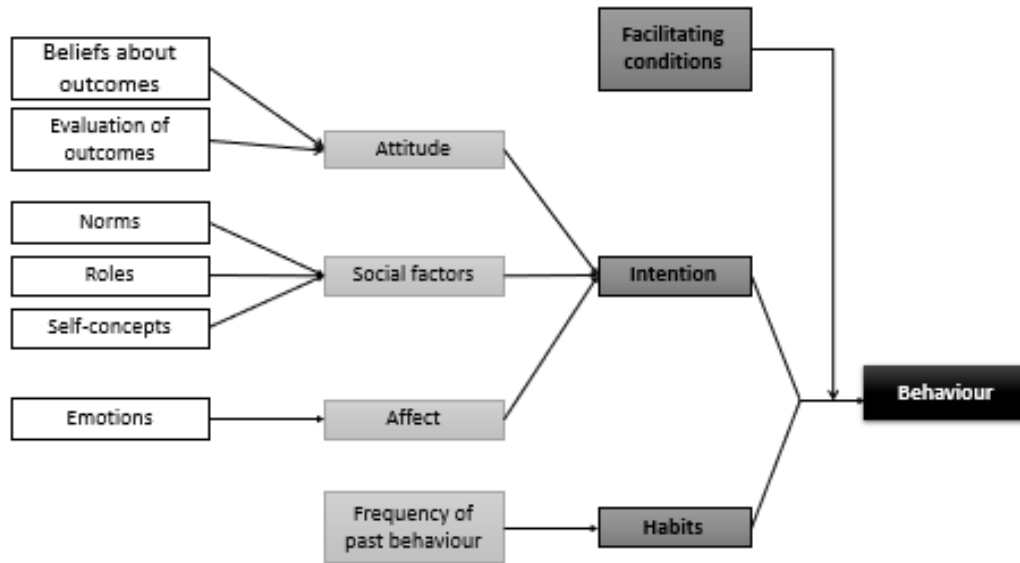 Beliefs about
outcomes
Evaluation of
outcomes
Norms
Roles
Self-concepts
Emotions
Attitude
Social factors
Affect
Frequency of
past behaviour
Facilitating
conditions
Intention
Habits
Behaviour